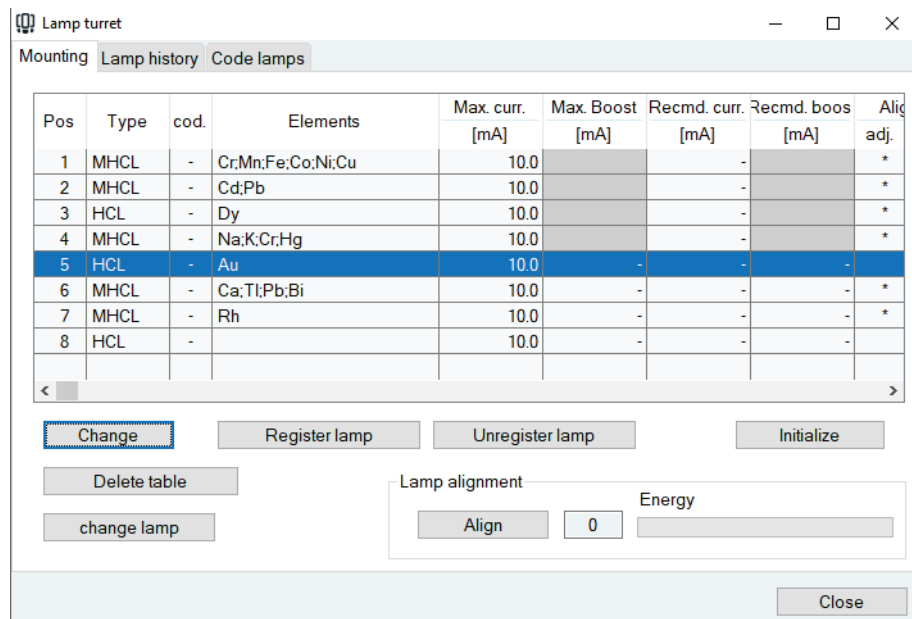 Lamp turret
Mounting Lamp history Code lamps
Pos Type cod. Elements Max. curr. [mA] Max. Boost [mA] Recmd. curr. [mA] Recmd. boos [mA] Alig adj.
1 MHCL - Cr;Mn;Fe;Co;Ni;Cu 10.0 - *
2 MHCL - Cd;Pb 10.0 - *
3 HCL - Dy 10.0 - *
4 MHCL - Na;K;Cr;Hg 10.0 - *
5 HCL - Au 10.0 - - -
6 MHCL - Ca;Tl;Pb;Bi 10.0 - - - *
7 MHCL - Rh 10.0 - - - *
8 HCL - 10.0 - - -
Change Register lamp Unregister lamp Initialize
Delete table
change lamp
Lamp alignment
Energy
Align 0
Close